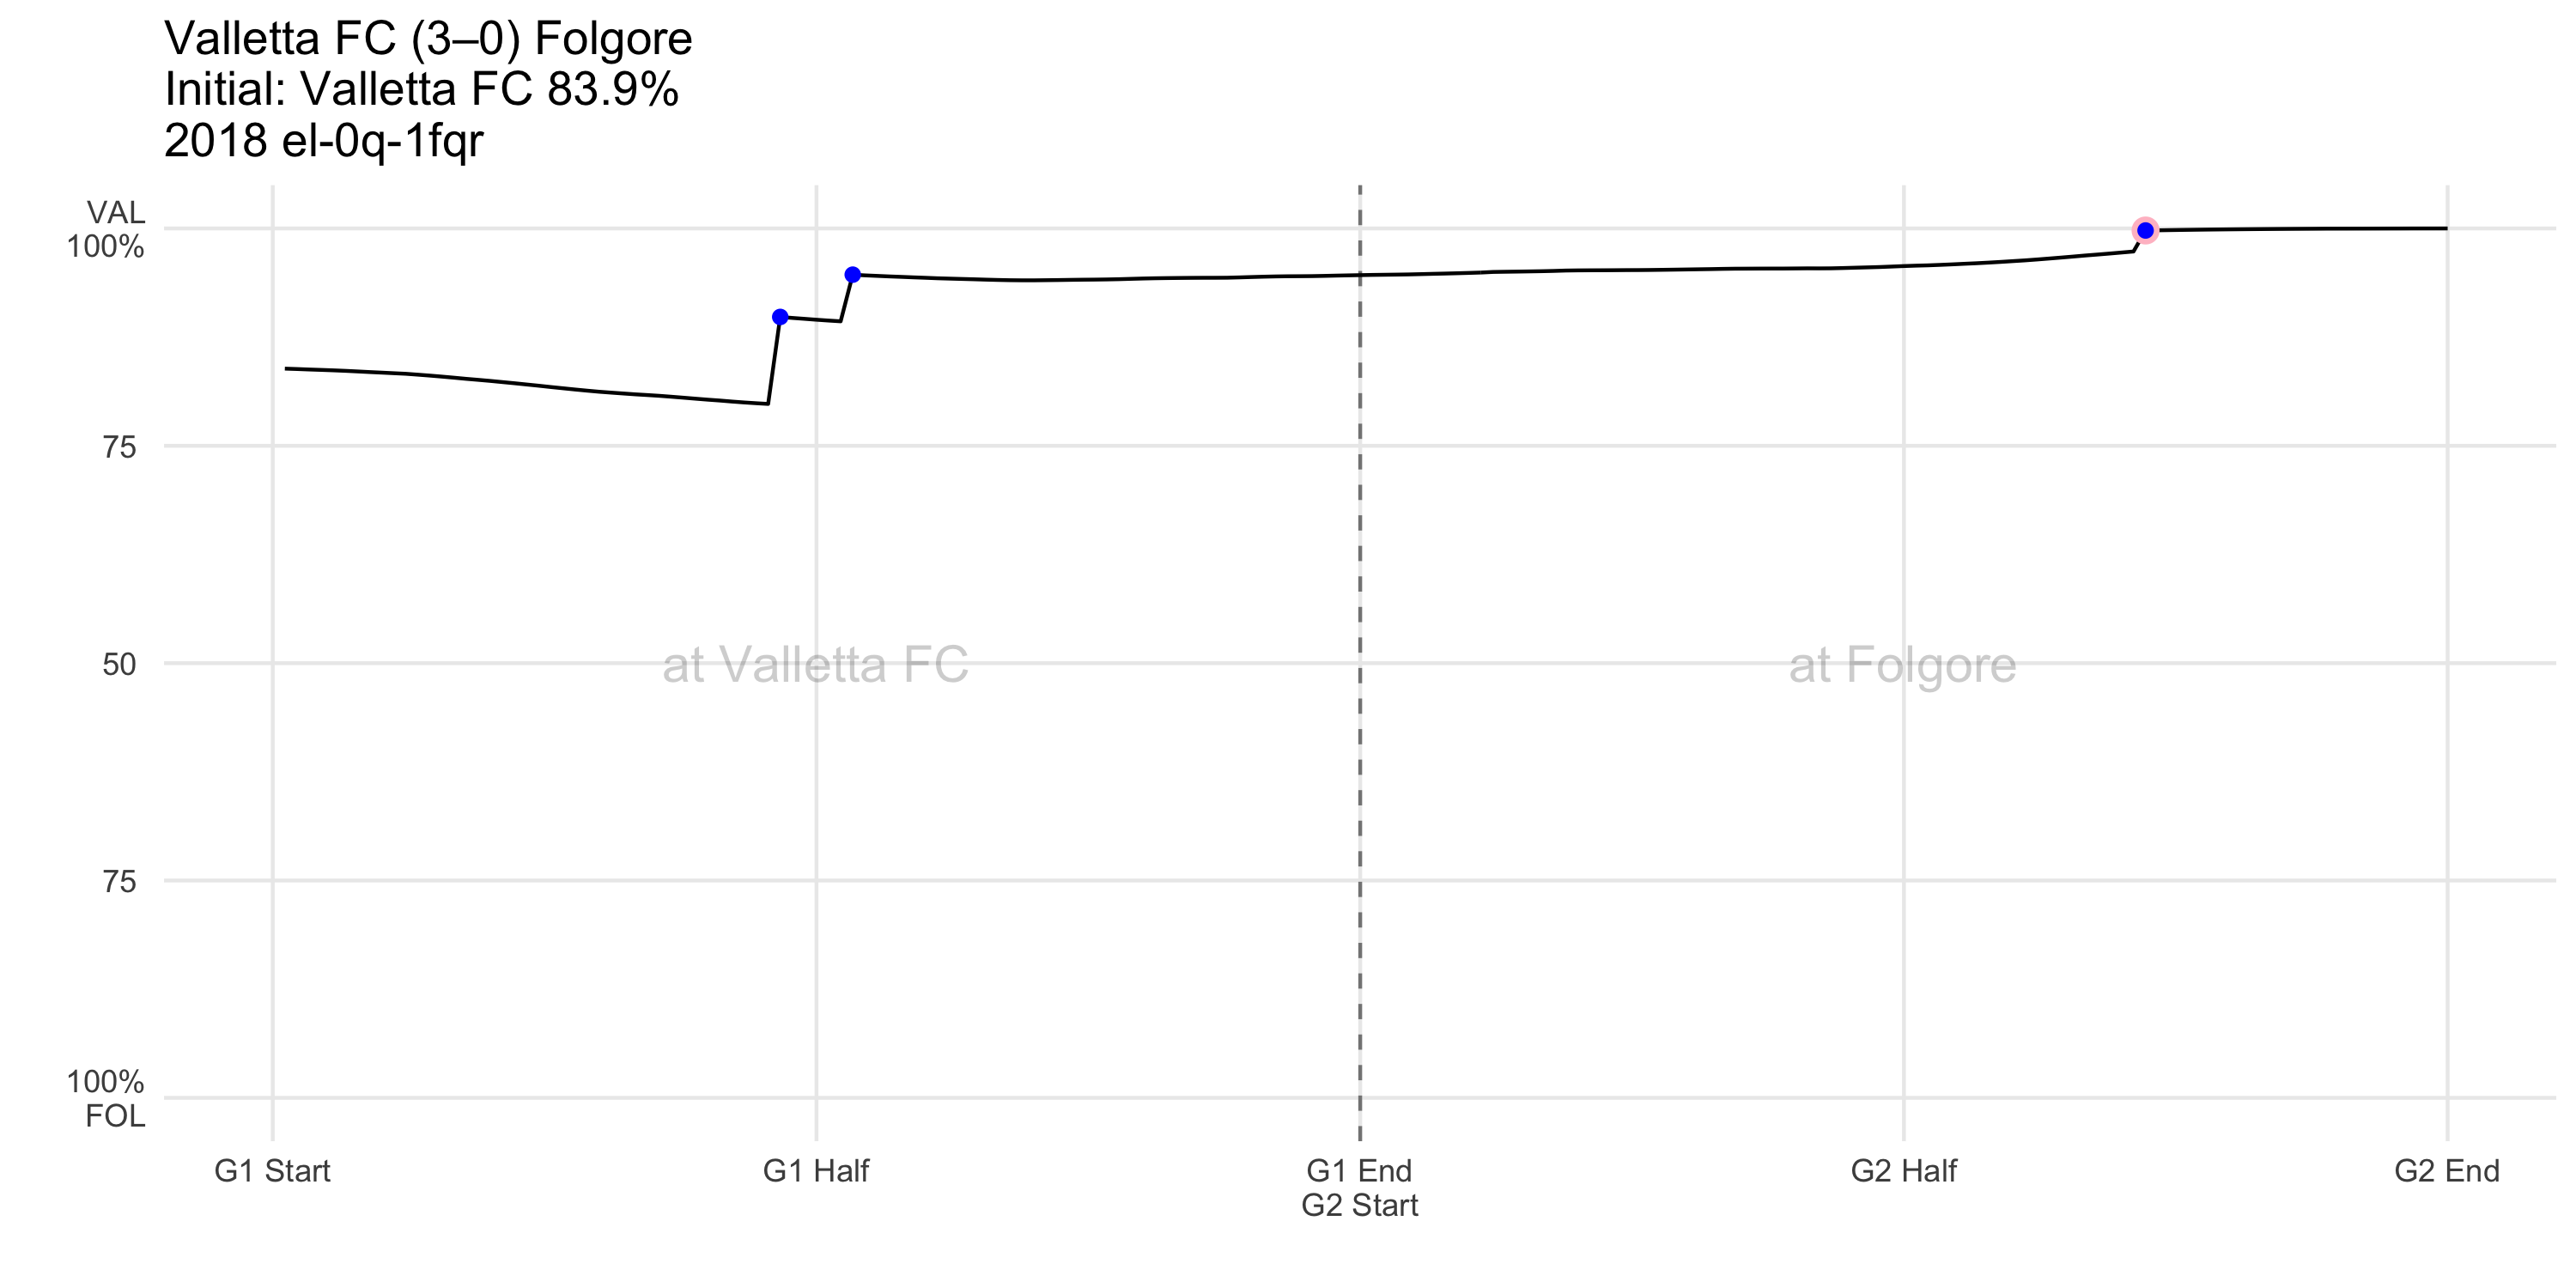 Valletta FC (3–0) Folgore
Initial: Valletta FC 83.9%
2018 el-0q-1fqr
VAL
100%
75
50
75
100%
FOL
at Valletta FC
at Folgore
G1 Start
G1 Half
G1 End
G2 Start
G2 Half
G2 End